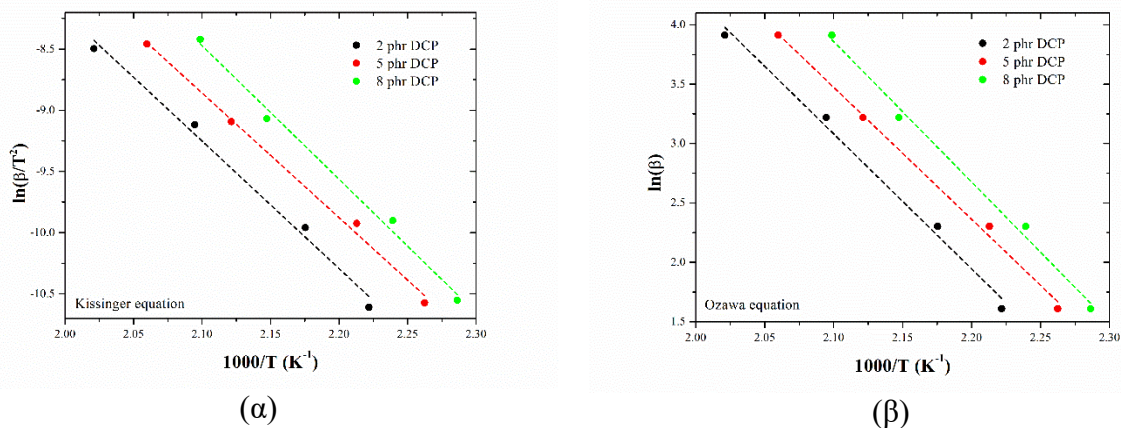 -8.5
-9.0
-9.5
-10.0
-10.5
ln(β/T²)
2 phr DCP
5 phr DCP
8 phr DCP
Kissinger equation
2.00
2.05
2.10
2.15
2.20
2.25
2.30
1000/T (K⁻¹)
(α)
4.0
3.5
3.0
2.5
2.0
1.5
ln(β)
2 phr DCP
5 phr DCP
8 phr DCP
Ozawa equation
2.00
2.05
2.10
2.15
2.20
2.25
2.30
1000/T (K⁻¹)
(β)